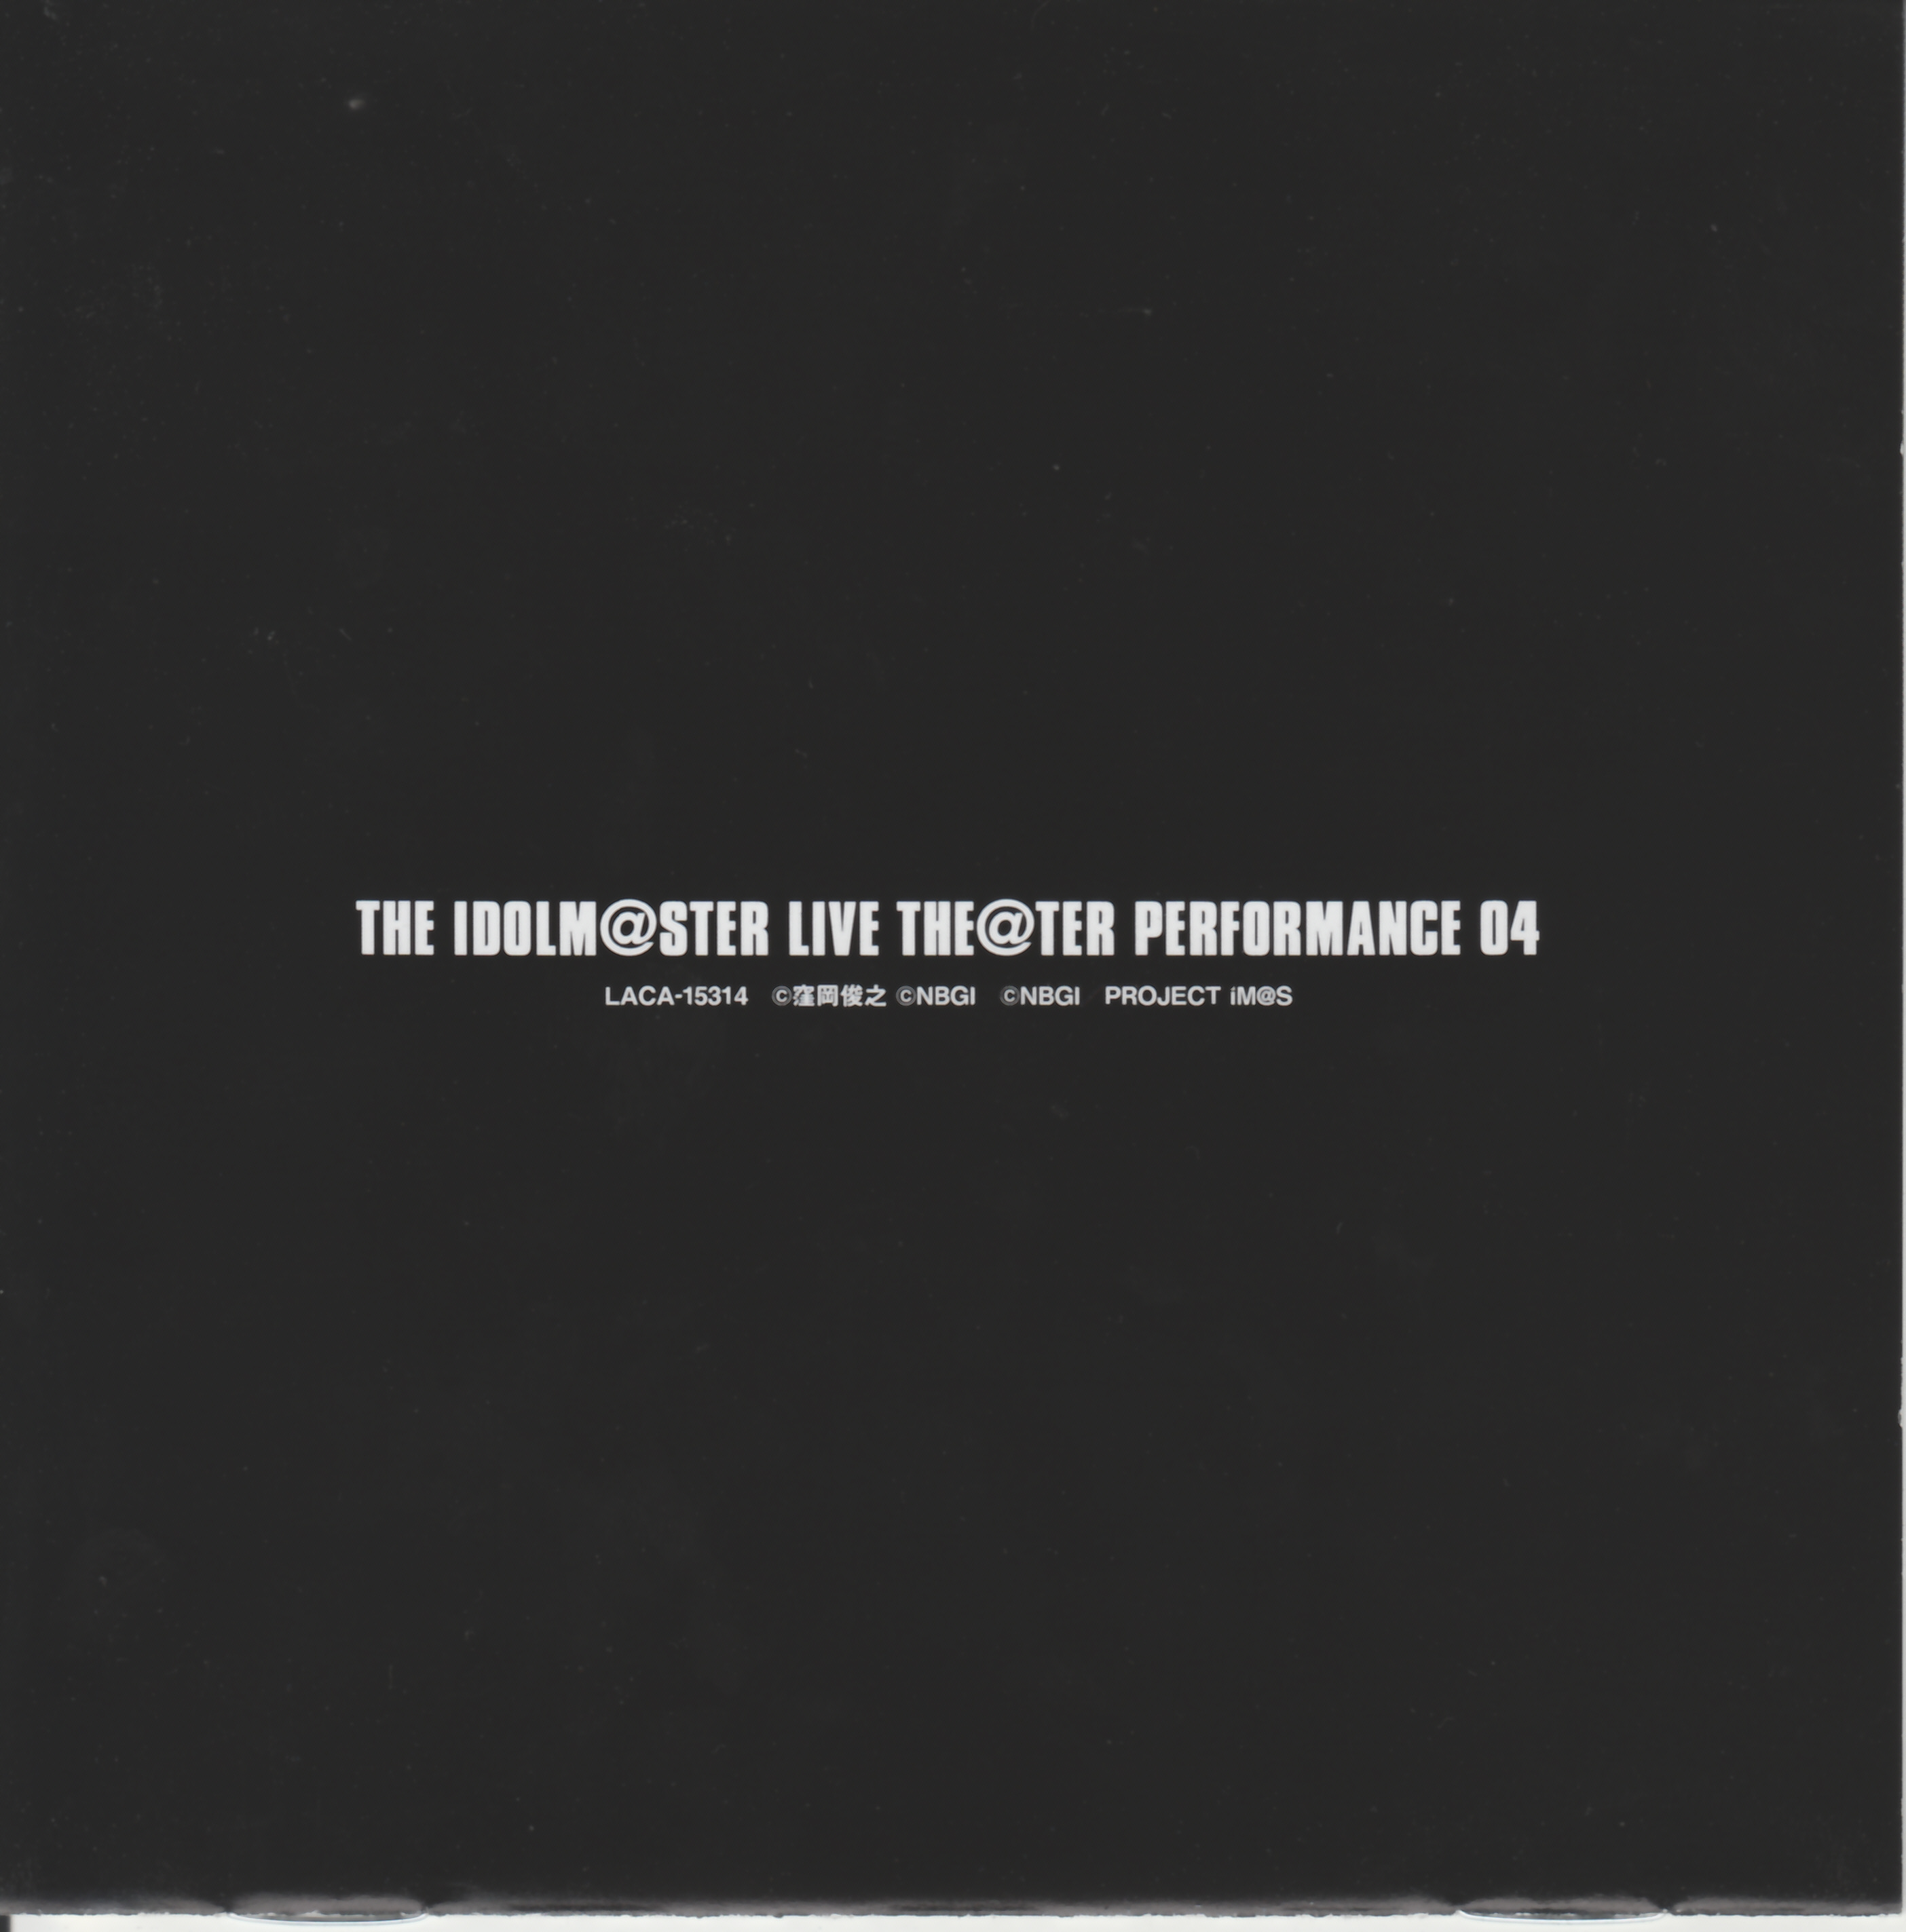 THE IDOLM@STER LIVE THE@TER PERFORMANCE 04
LACA-15314 ©窪岡俊之 ©NBGI ©NBGI PROJECT iM@S